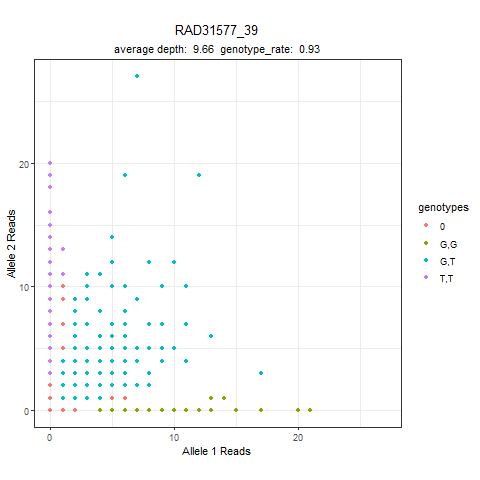 RAD31577_39
average depth:  9.66  genotype_rate:  0.93
Allele 2 Reads
20
10
0
0
10
20
Allele 1 Reads
genotypes
0
G,G
G,T
T,T